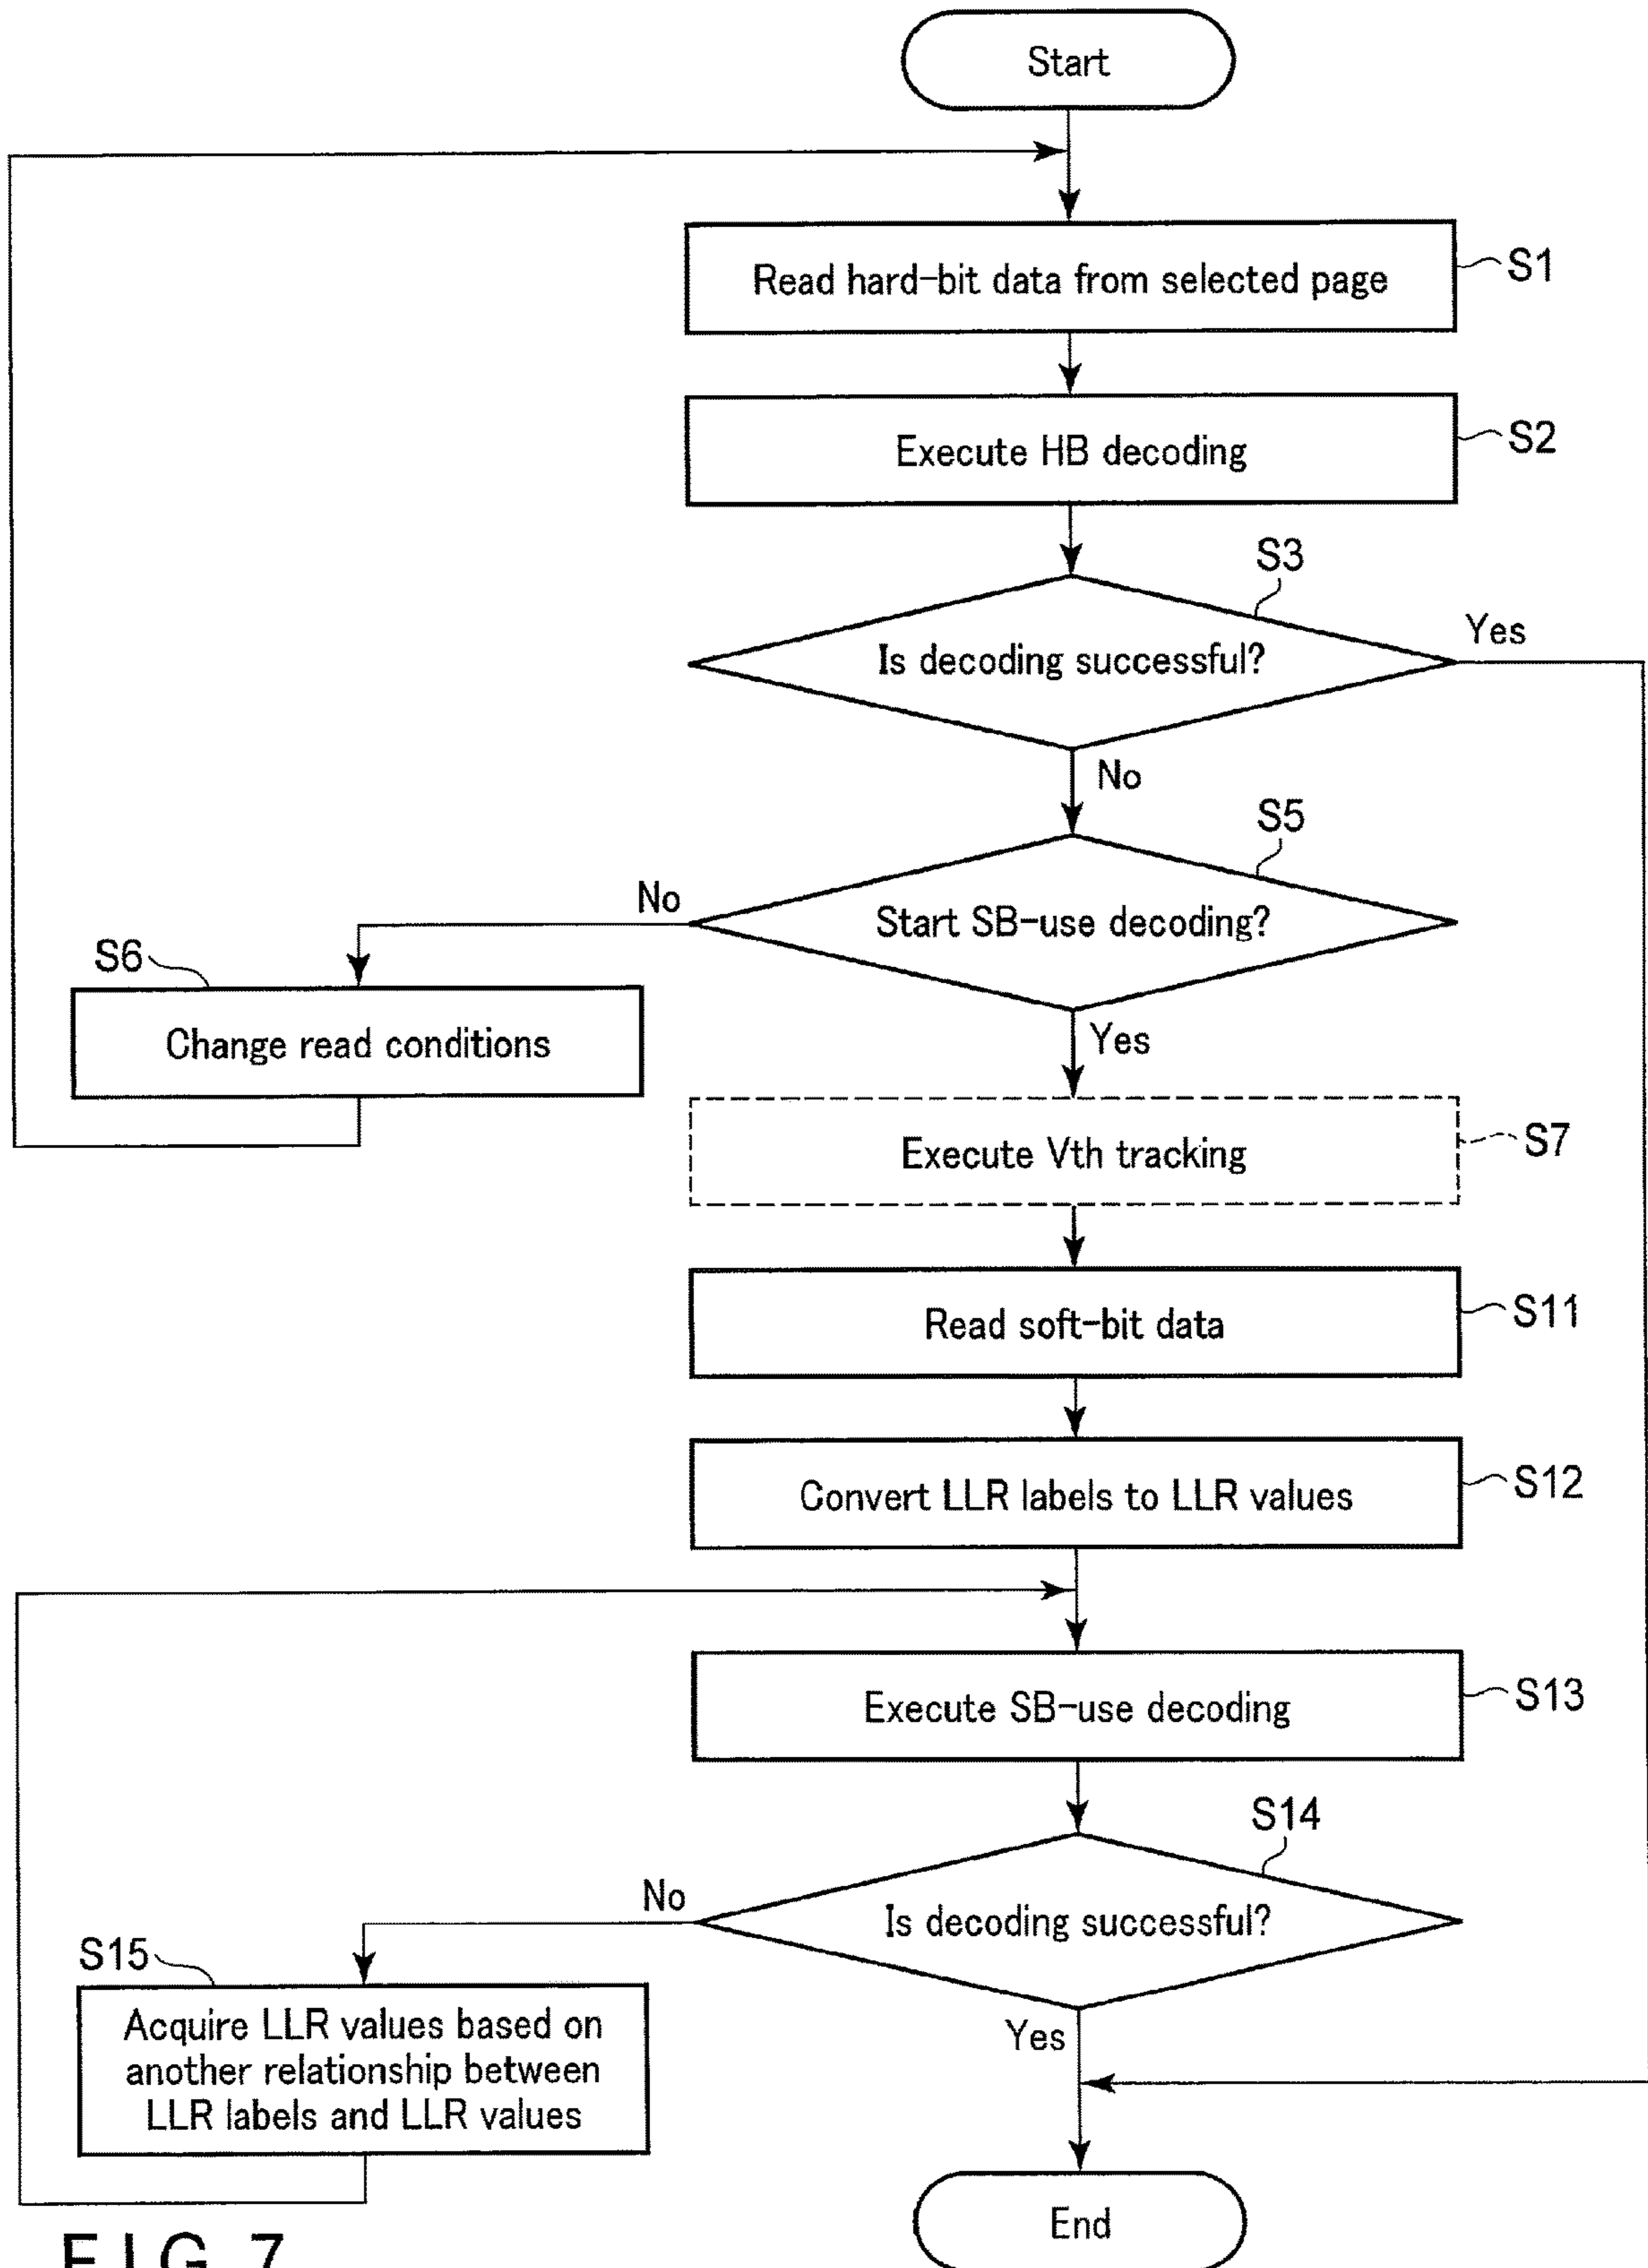 Start
Read hard-bit data from selected page
S1
Execute HB decoding
S2
S3
Is decoding successful?
Yes
No
S5
Start SB-use decoding?
No
S6
Change read conditions
Yes
Execute Vth tracking
S7
Read soft-bit data
S11
Convert LLR labels to LLR values
S12
Execute SB-use decoding
S13
S14
Is decoding successful?
No
S15
Acquire LLR values based on
another relationship between
LLR labels and LLR values
Yes
End
FIG. 7